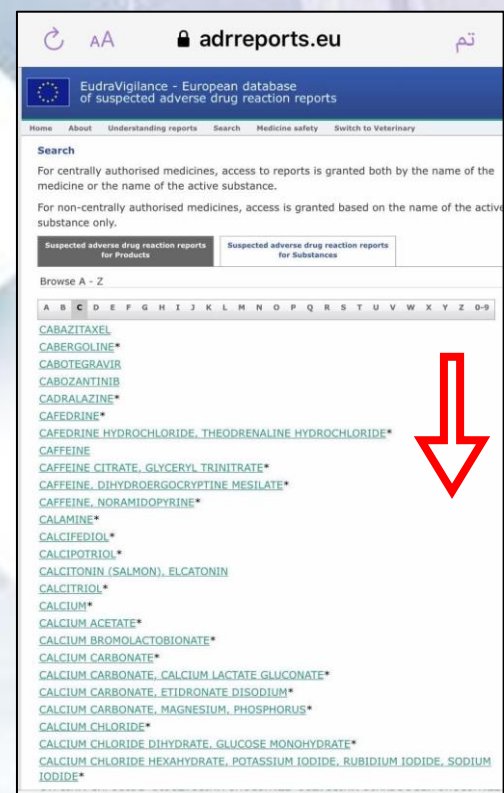 AA adrreports.eu تم
EudraVigilance - European database
of suspected adverse drug reaction reports
Home About Understanding reports Search Medicine safety Switch to Veterinary
Search
For centrally authorised medicines, access to reports is granted both by the name of the
medicine or the name of the active substance.
For non-centrally authorised medicines, access is granted based on the name of the active
substance only.
Suspected adverse drug reaction reports
for Products
Suspected adverse drug reaction reports
for Substances
Browse A - Z
A B C D E F G H I J K L M N O P Q R S T U V W X Y Z 0-9
CABAZITAXEL
CABERGOLINE*
CABOTEGRAVIR
CABOZANTINIB
CADRALAZINE*
CAFEDRINE*
CAFEDRINE HYDROCHLORIDE, THEODRENALINE HYDROCHLORIDE*
CAFFEINE
CAFFEINE CITRATE, GLYCERYL TRINITRATE*
CAFFEINE, DIHYDROERGOCRYPTINE MESILATE*
CAFFEINE, NORAMIDOPYRINE*
CALAMINE*
CALCIFEDIOL*
CALCIPOTRIOL*
CALCITONIN (SALMON), ELCATONIN
CALCITRIOL*
CALCIUM*
CALCIUM ACETATE*
CALCIUM BROMOLACTOBIONATE*
CALCIUM CARBONATE*
CALCIUM CARBONATE, CALCIUM LACTATE GLUCONATE*
CALCIUM CARBONATE, ETIDRONATE DISODIUM*
CALCIUM CARBONATE, MAGNESIUM, PHOSPHORUS*
CALCIUM CHLORIDE*
CALCIUM CHLORIDE DIHYDRATE, GLUCOSE MONOHYDRATE*
CALCIUM CHLORIDE HEXAHYDRATE, POTASSIUM IODIDE, RUBIDIUM IODIDE, SODIUM
IODIDE*